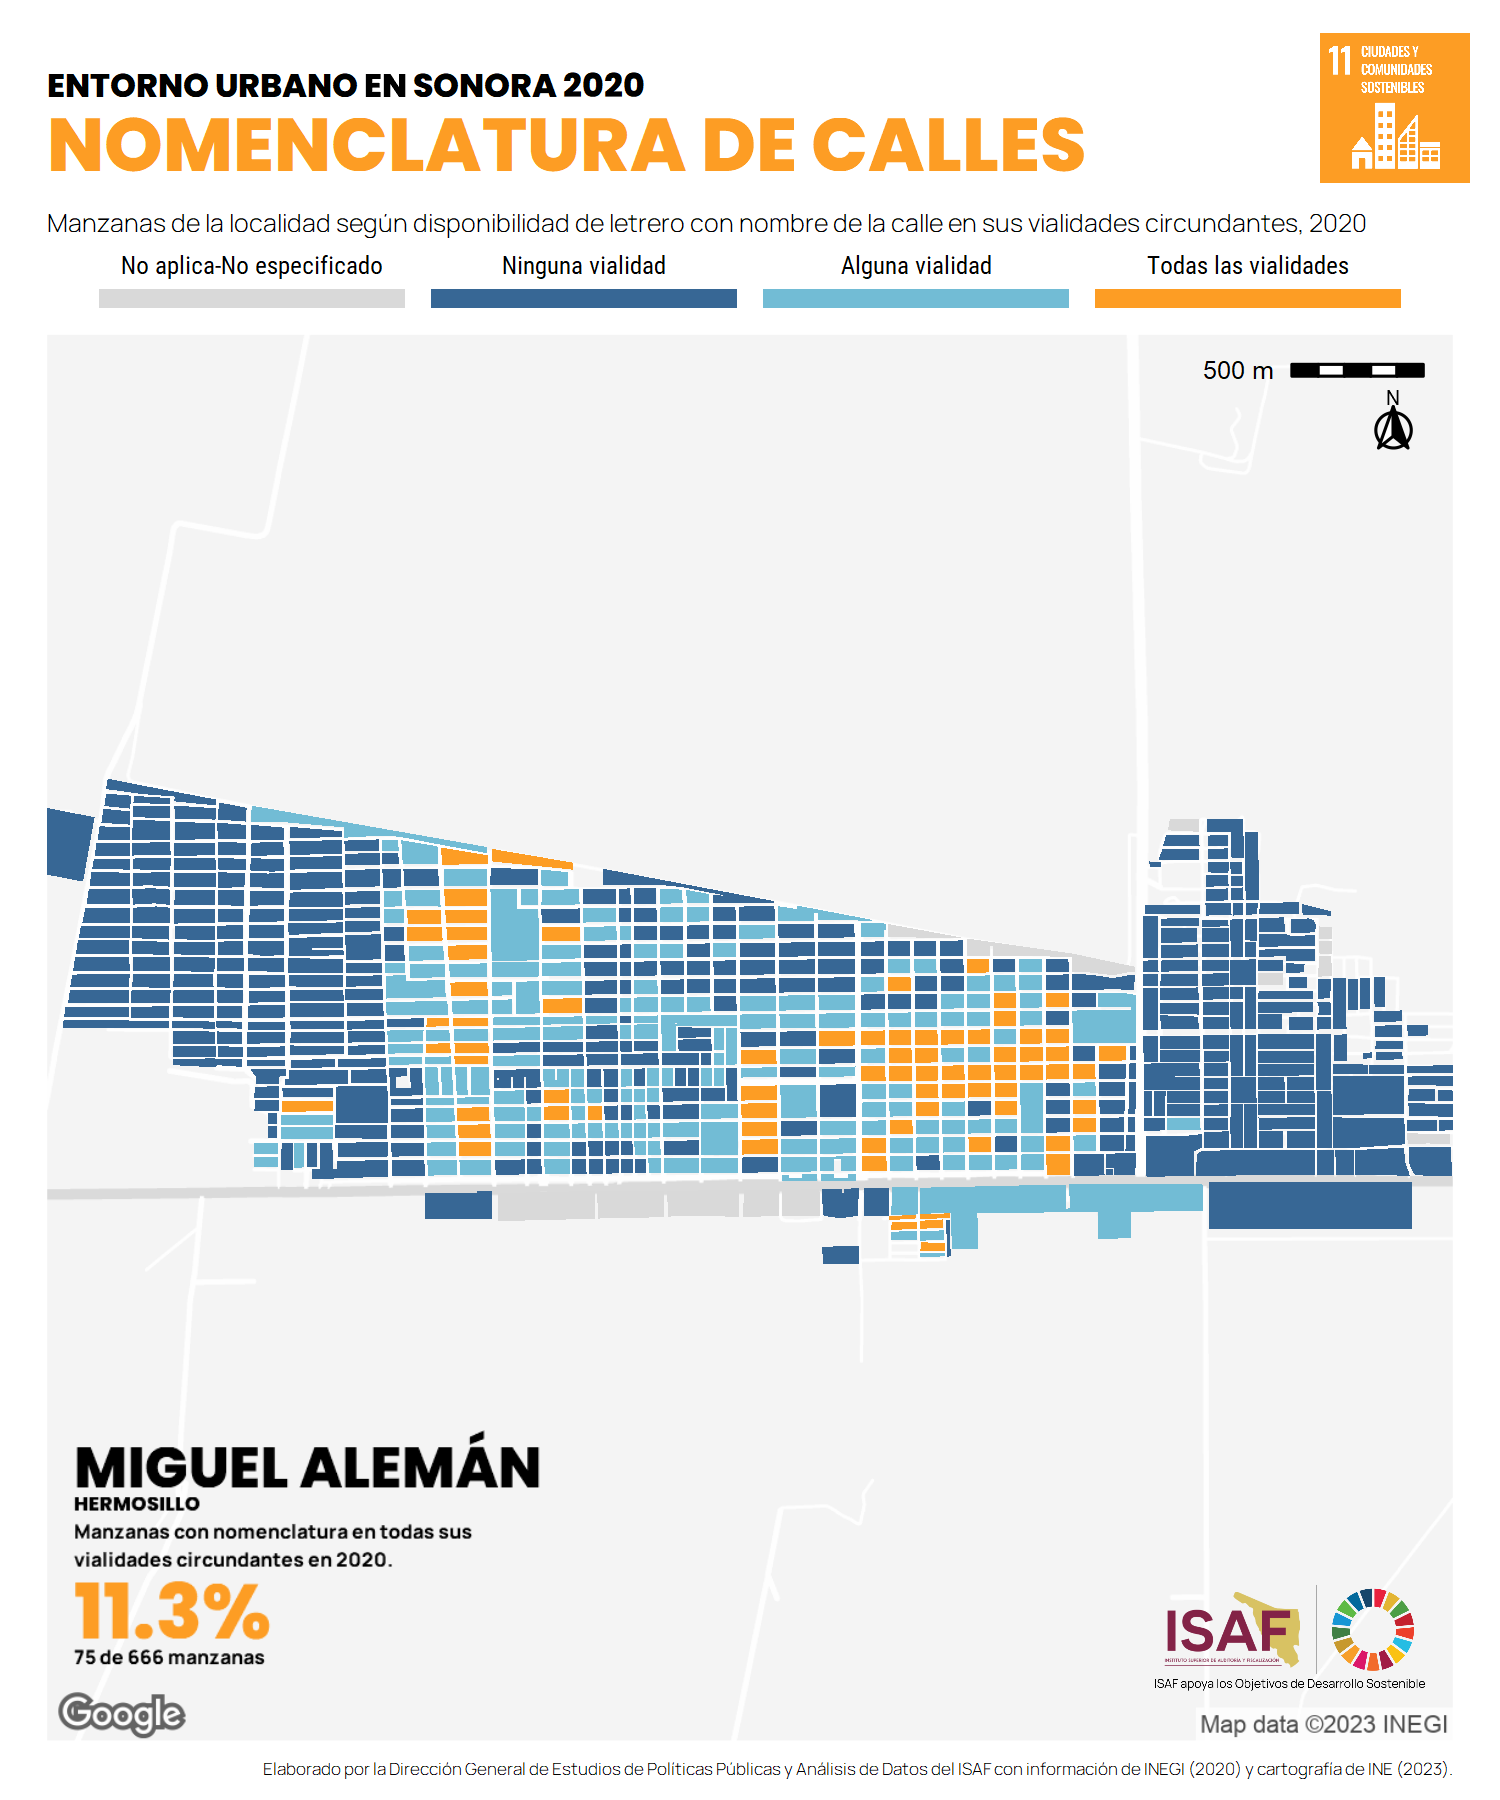 ENTORNO URBANO EN SONORA 2020
NOMENCLATURA DE CALLES
11 CIUDADES Y
COMUNIDADES
SOSTENIBLES
Manzanas de la localidad según disponibilidad de letrero con nombre de la calle en sus vialidades circundantes, 2020
No aplica-No especificado Ninguna vialidad Alguna vialidad Todas las vialidades
500 m
N
MIGUEL ALEMÁN
HERMOSILLO
Manzanas con nomenclatura en todas sus
vialidades circundantes en 2020.
11.3%
75 de 666 manzanas
ISAF
INSTITUTO SUPERIOR DE AUDITORÍA Y FISCALIZACIÓN
ISAF apoya los Objetivos de Desarrollo Sostenible
Google
Map data ©2023 INEGI
Elaborado por la Dirección General de Estudios de Políticas Públicas y Análisis de Datos del ISAF con información de INEGI (2020) y cartografía de INE (2023).